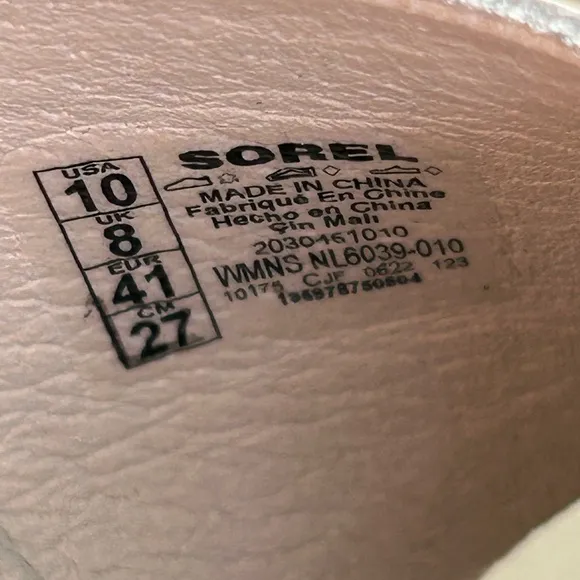 USA
10
UK
8
EUR
41
CM
27
SOREL
MADE IN CHINA
Fabriqué En Chine
Hecho en China
Çin Mali
2030461010
WMNS NL6039-010
10175 CJF 0622 123